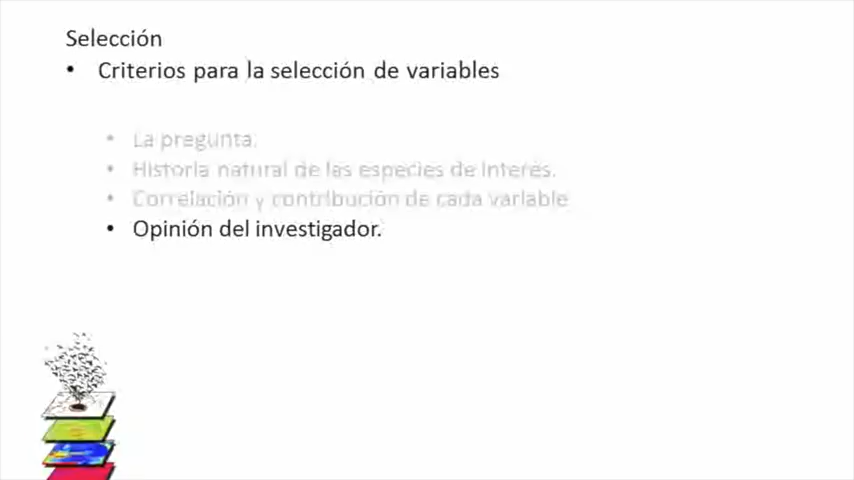 Selección
• Criterios para la selección de variables
• La pregunta.
• Historia natural de las especies de interés.
• Correlación y contribución de cada variable
• Opinión del investigador.